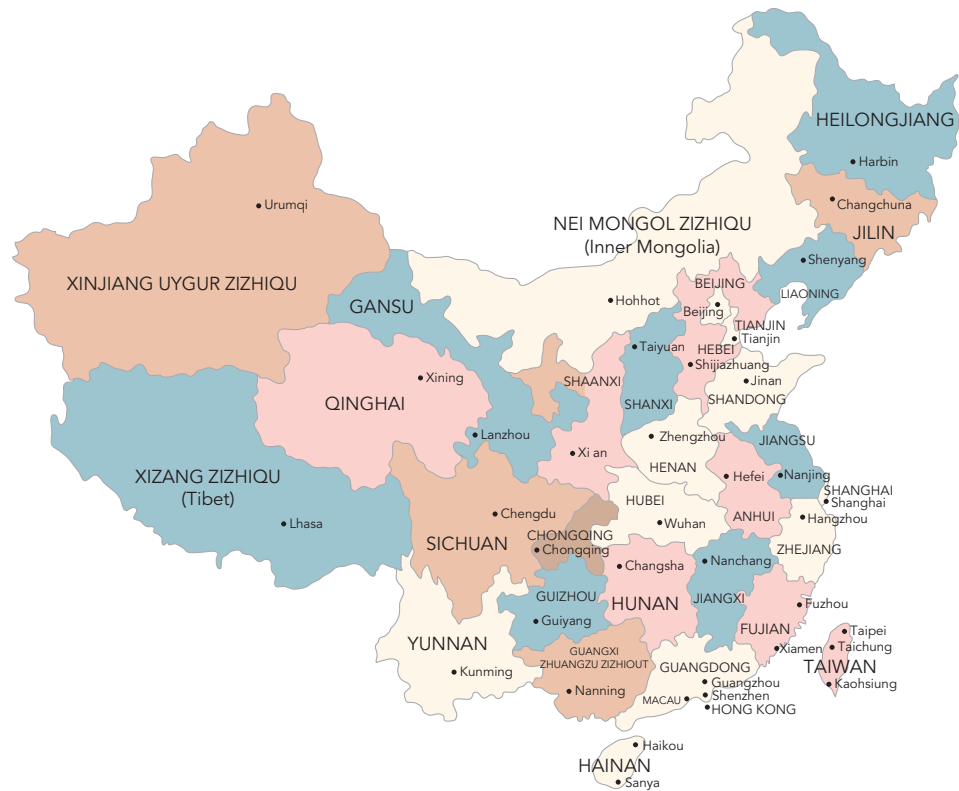 HEILONGJIANG
Harbin
Changchuna
JILIN
Urumqi
NEI MONGOL ZIZHIQU
(Inner Mongolia)
Shenyang
LIAONING
XINJIANG UYGUR ZIZHIQU
GANSU
Hohhot
BEIJING
Beijing
TIANJIN
Tianjin
Taiyuan
HEBEI
Shijiazhuang
Xining
SHAANXI
Jinan
SHANDONG
QINGHAI
SHANXI
Lanzhou
Zhengzhou
JIANGSU
Xi an
HENAN
Hefei
Nanjing
XIZANG ZIZHIQU
(Tibet)
SHANGHAI
Shanghai
HUBEI
ANHUI
Hangzhou
Lhasa
Chengdu
Wuhan
CHONGQING
Chongqing
SICHUAN
ZHEJIANG
Nanchang
Changsha
GUIZHOU
HUNAN
JIANGXI
Fuzhou
Guiyang
FUJIAN
Taipei
YUNNAN
GUANGXI
ZHUANGZU ZIZHIOUT
Xiamen
Taichung
TAIWAN
Kunming
GUANGDONG
Guangzhou
Kaohsiung
Nanning
Shenzhen
MACAU
HONG KONG
Haikou
HAINAN
Sanya